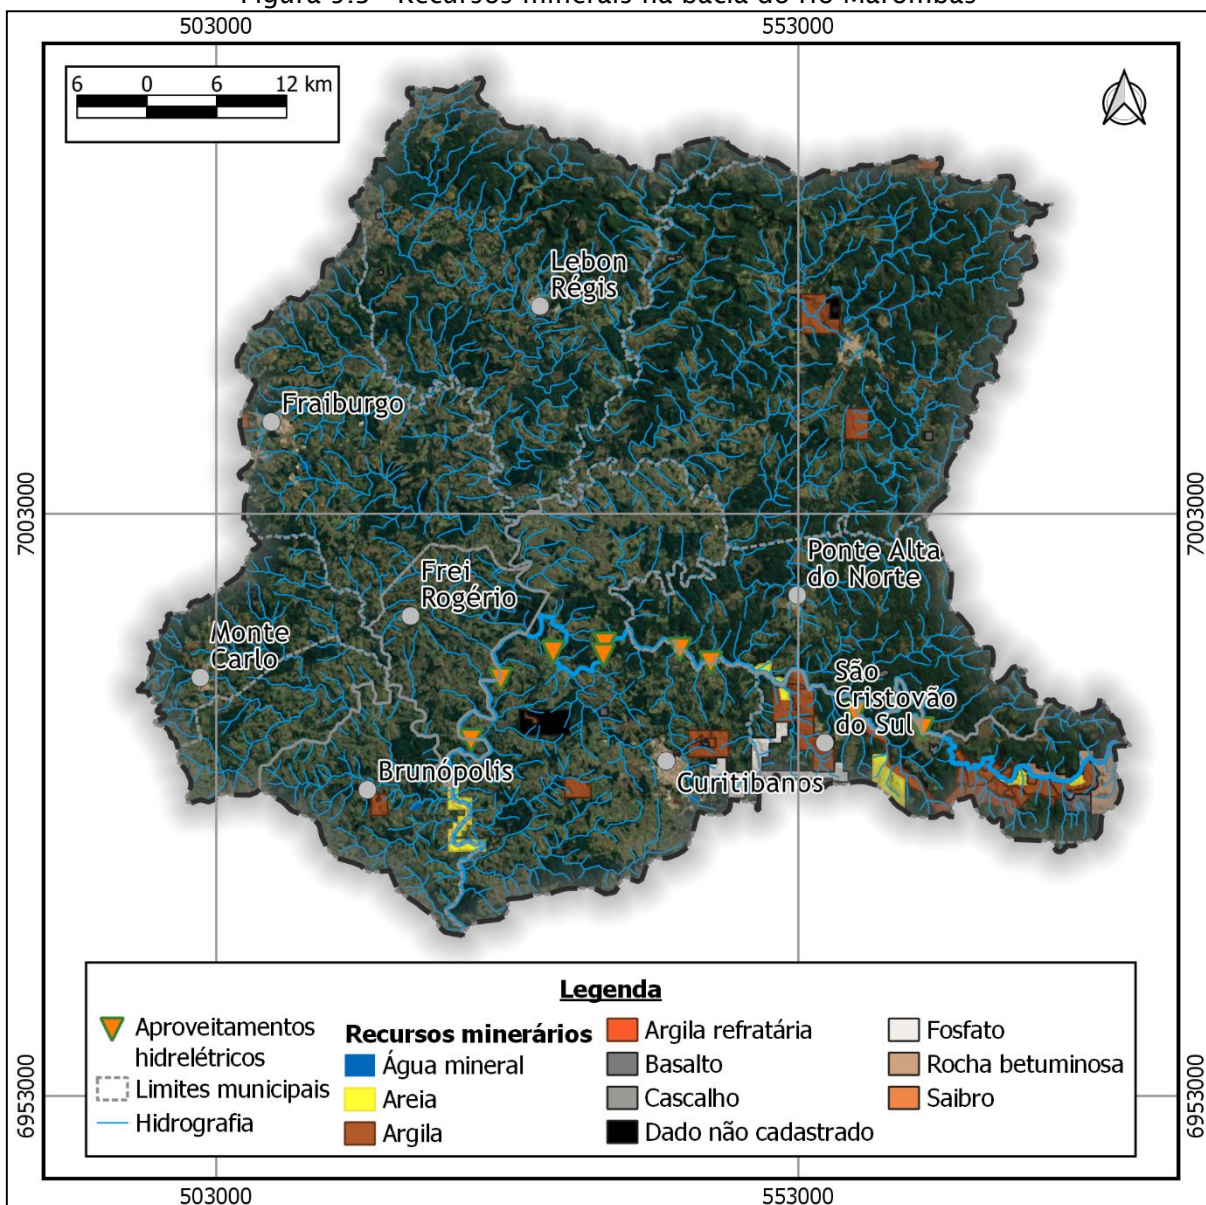 Figura 9.3 - Recursos minerais na bacia do rio Marombas
503000 553000
6 0 6 12 km
Lebon
Régis
Fraiburgo
7003000
7003000
Ponte Alta
do Norte
Frei
Rogério
Monte
Carlo
São
Cristovão
do Sul
Brunópolis
Curitibanos
Legenda
Aproveitamentos
hidrelétricos
Limites municipais
Hidrografia
Recursos minerários
Água mineral
Areia
Argila
Argila refratária
Basalto
Cascalho
Dado não cadastrado
Fosfato
Rocha betuminosa
Saibro
6953000
6953000
503000 553000